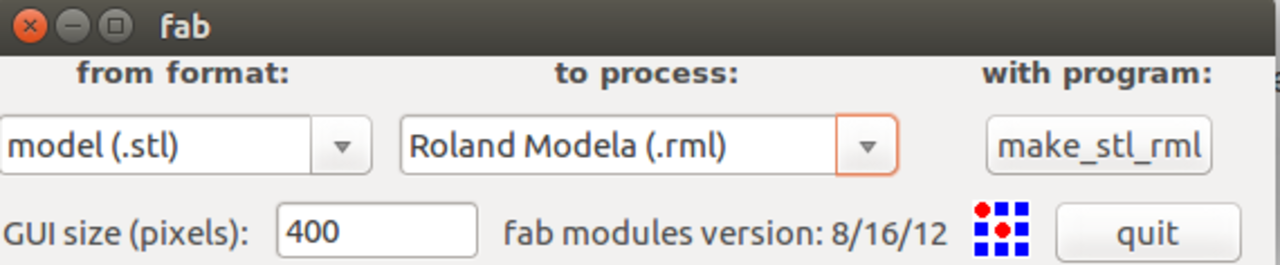 fab
from format: to process: with program:
model (.stl) Roland Modela (.rml) make_stl_rml
GUI size (pixels): 400 fab modules version: 8/16/12 quit